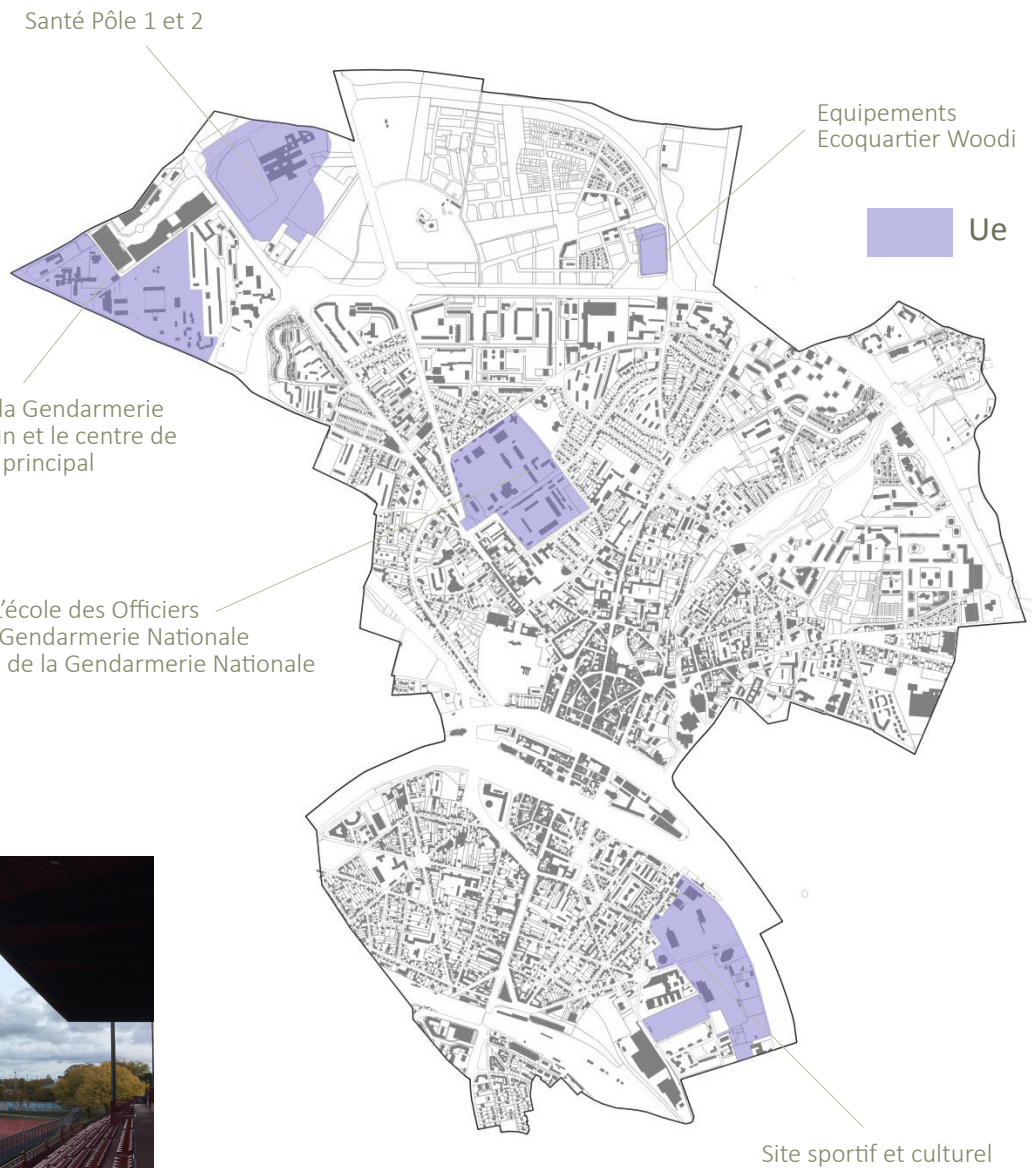 Santé Pôle 1 et 2
Equipements
Ecoquartier Woodi
Ue
la Gendarmerie
et le centre de
principal
L'école des Officiers
Gendarmerie Nationale
de la Gendarmerie Nationale
Site sportif et culturel